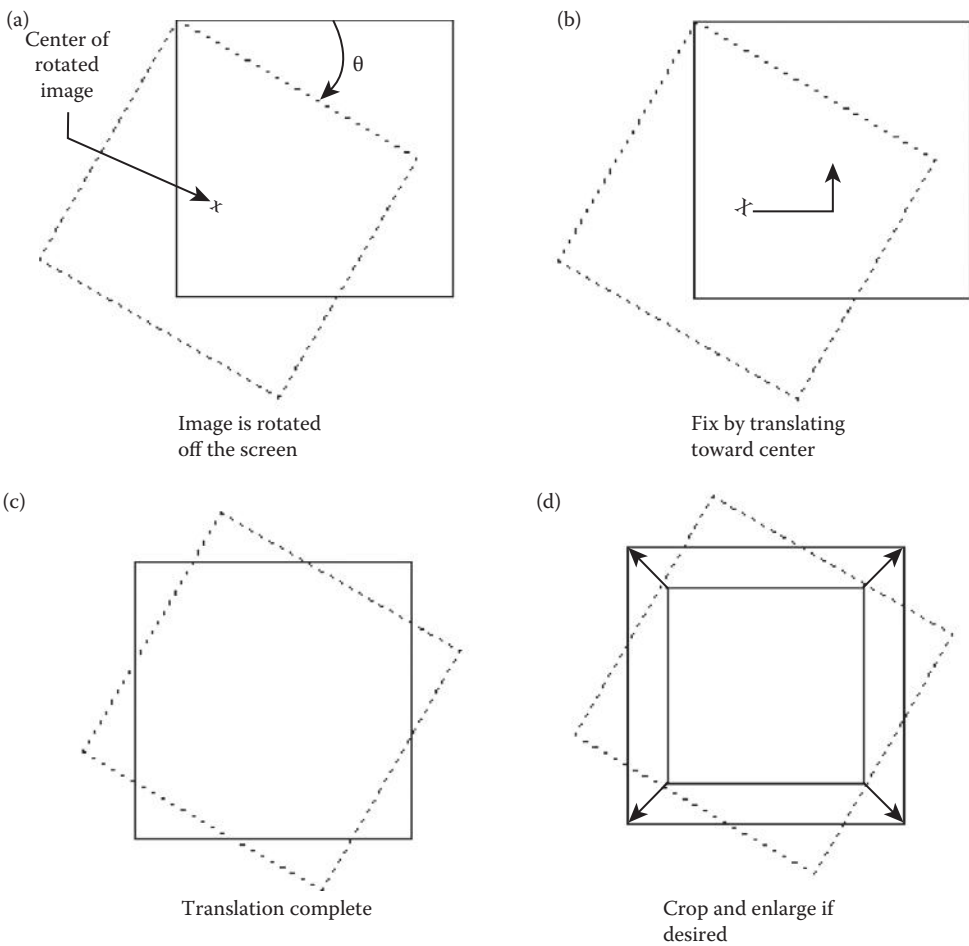 (a)
Center of
rotated
image
θ
x
Image is rotated
off the screen
(b)
x
Fix by translating
toward center
(c)
Translation complete
(d)
Crop and enlarge if
desired